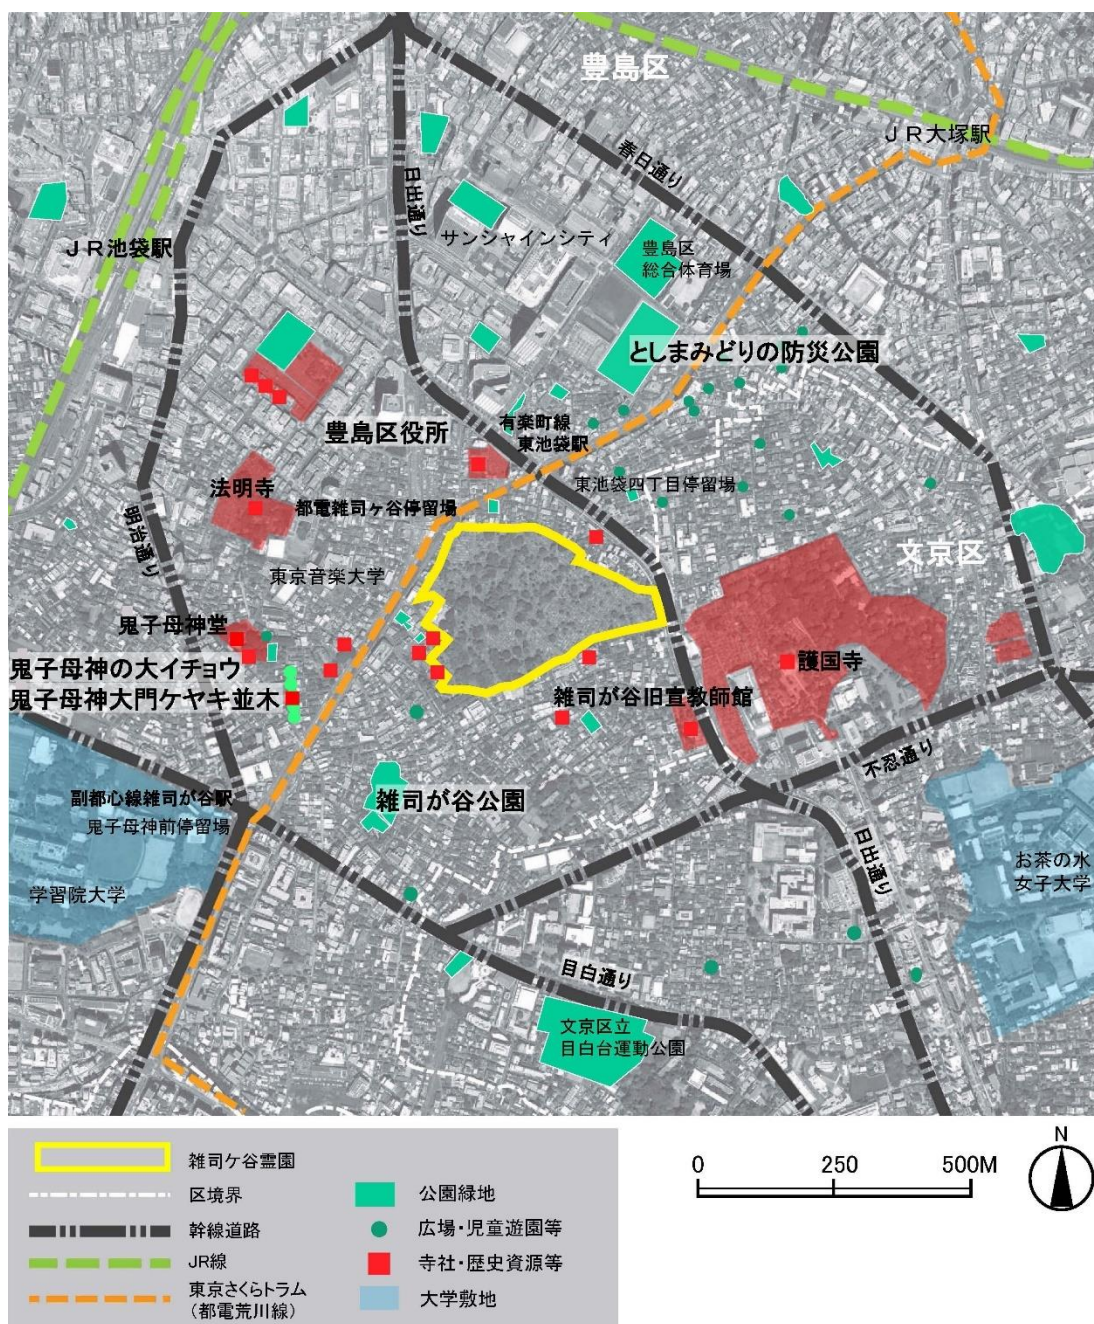 豊島区
JR大塚駅
春日通り
日出通り
サンシャインシティ
JR池袋駅
豊島区
総合体育場
としまみどりの防災公園
有楽町線
東池袋駅
豊島区役所
東池袋四丁目停留場
法明寺
都電雑司ヶ谷停留場
明治通り
文京区
東京音楽大学
鬼子母神堂
鬼子母神の大イチョウ
鬼子母神大門ケヤキ並木
護国寺
雑司が谷旧宣教師館
不忍通り
副都心線雑司が谷駅
鬼子母神前停留場
雑司が谷公園
日出通り
学習院大学
お茶の水
女子大学
目白通り
文京区立
目白台運動公園
雑司ケ谷霊園
区境界
幹線道路
JR線
東京さくらトラム
(都電荒川線)
公園緑地
広場・児童遊園等
寺社・歴史資源等
大学敷地
0 250 500M
N